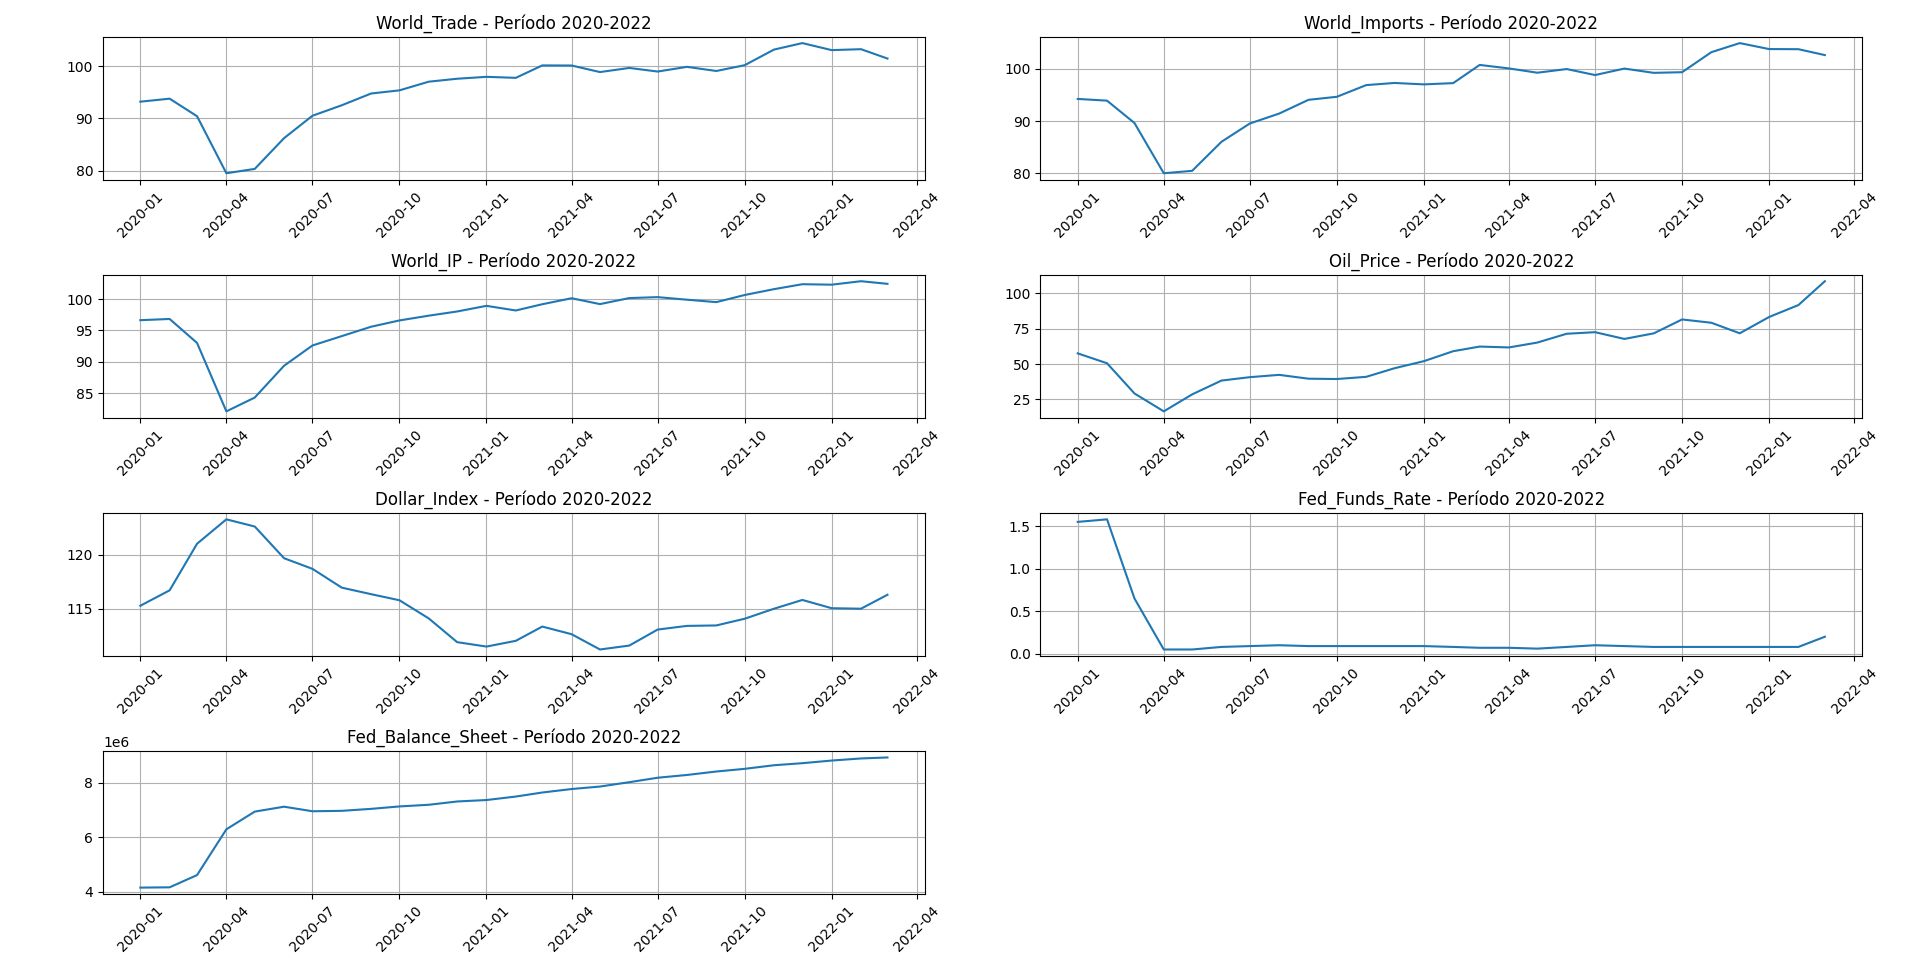 World_Trade - Período 2020-2022
100
90
80
2020-01 2020-04 2020-07 2020-10 2021-01 2021-04 2021-07 2021-10 2022-01 2022-04
World_Imports - Período 2020-2022
100
90
80
2020-01 2020-04 2020-07 2020-10 2021-01 2021-04 2021-07 2021-10 2022-01 2022-04
World_IP - Período 2020-2022
100
95
90
85
2020-01 2020-04 2020-07 2020-10 2021-01 2021-04 2021-07 2021-10 2022-01 2022-04
Oil_Price - Período 2020-2022
100
75
50
25
2020-01 2020-04 2020-07 2020-10 2021-01 2021-04 2021-07 2021-10 2022-01 2022-04
Dollar_Index - Período 2020-2022
120
115
2020-01 2020-04 2020-07 2020-10 2021-01 2021-04 2021-07 2021-10 2022-01 2022-04
Fed_Funds_Rate - Período 2020-2022
1.5
1.0
0.5
0.0
2020-01 2020-04 2020-07 2020-10 2021-01 2021-04 2021-07 2021-10 2022-01 2022-04
Fed_Balance_Sheet - Período 2020-2022
1e6
8
6
4
2020-01 2020-04 2020-07 2020-10 2021-01 2021-04 2021-07 2021-10 2022-01 2022-04